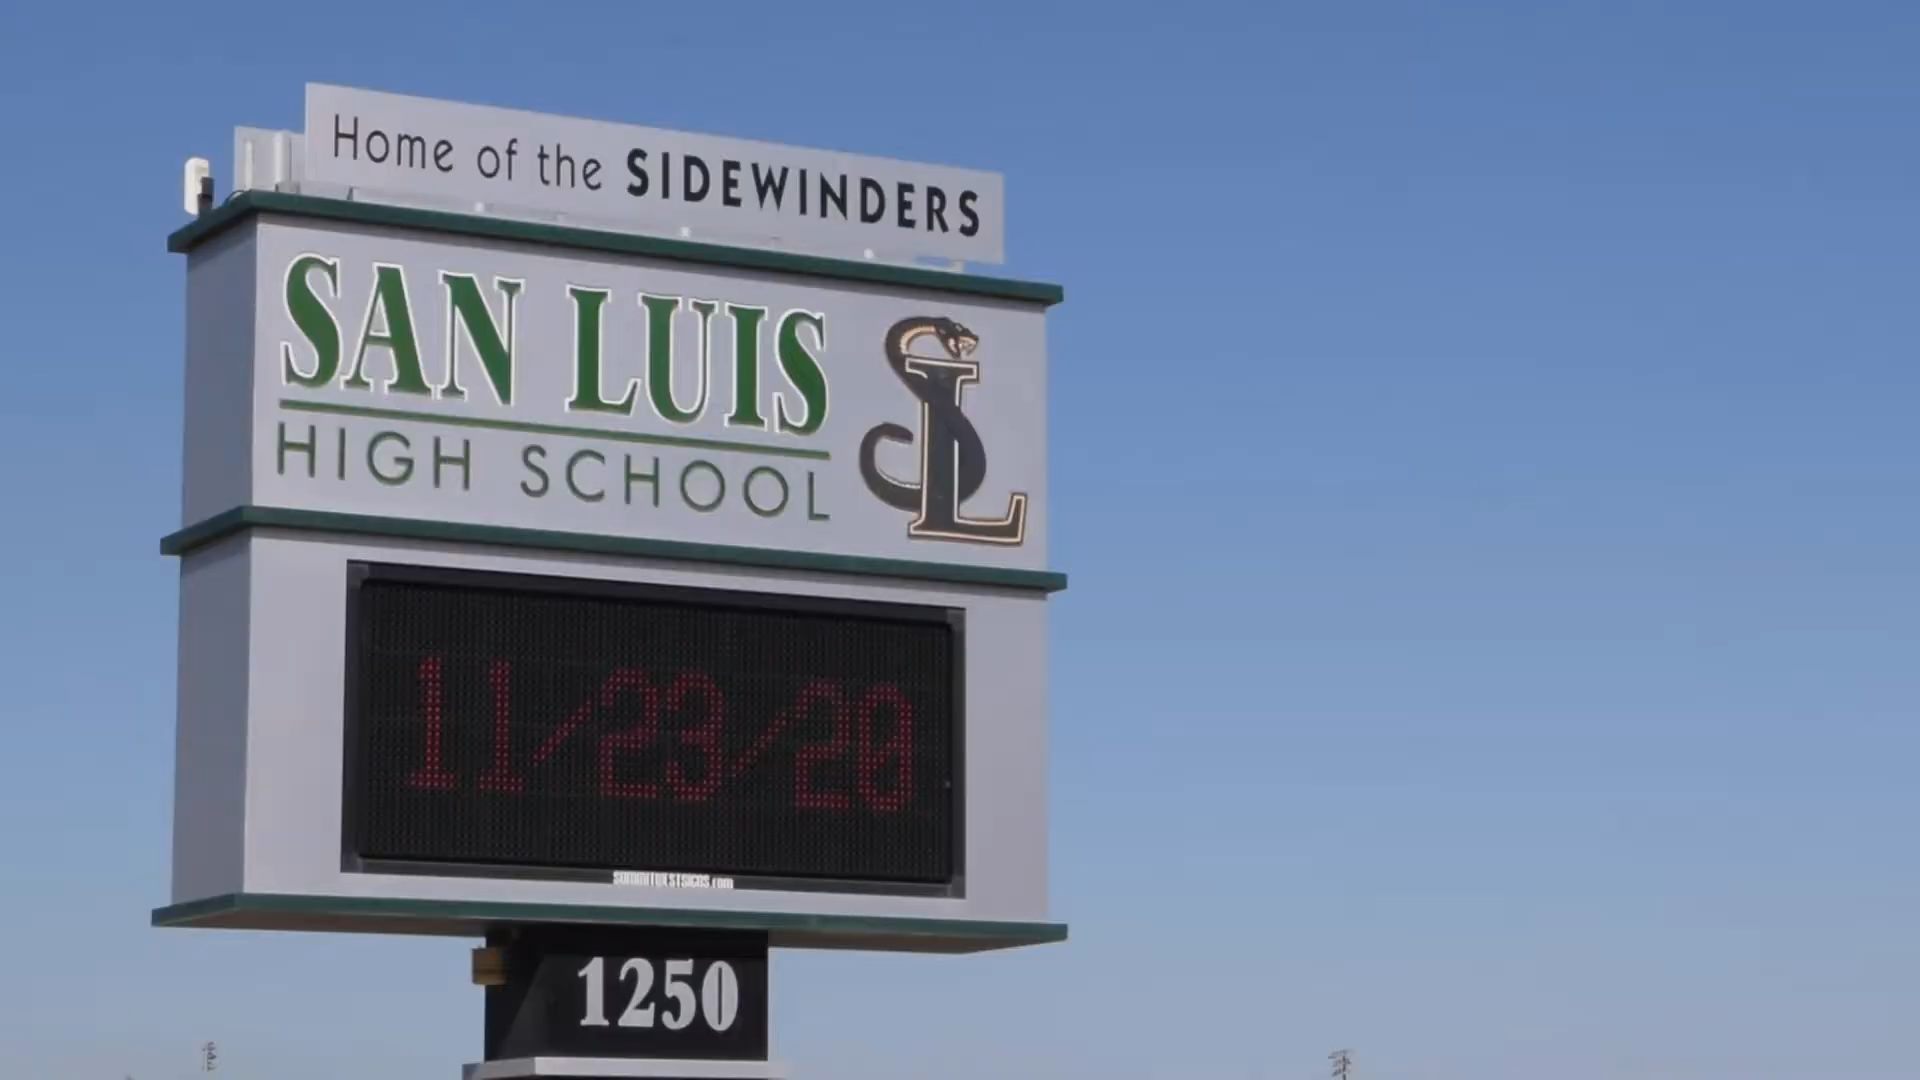 Home of the SIDEWINDERS
SAN LUIS
HIGH SCHOOL
SL
11/23/20
1250